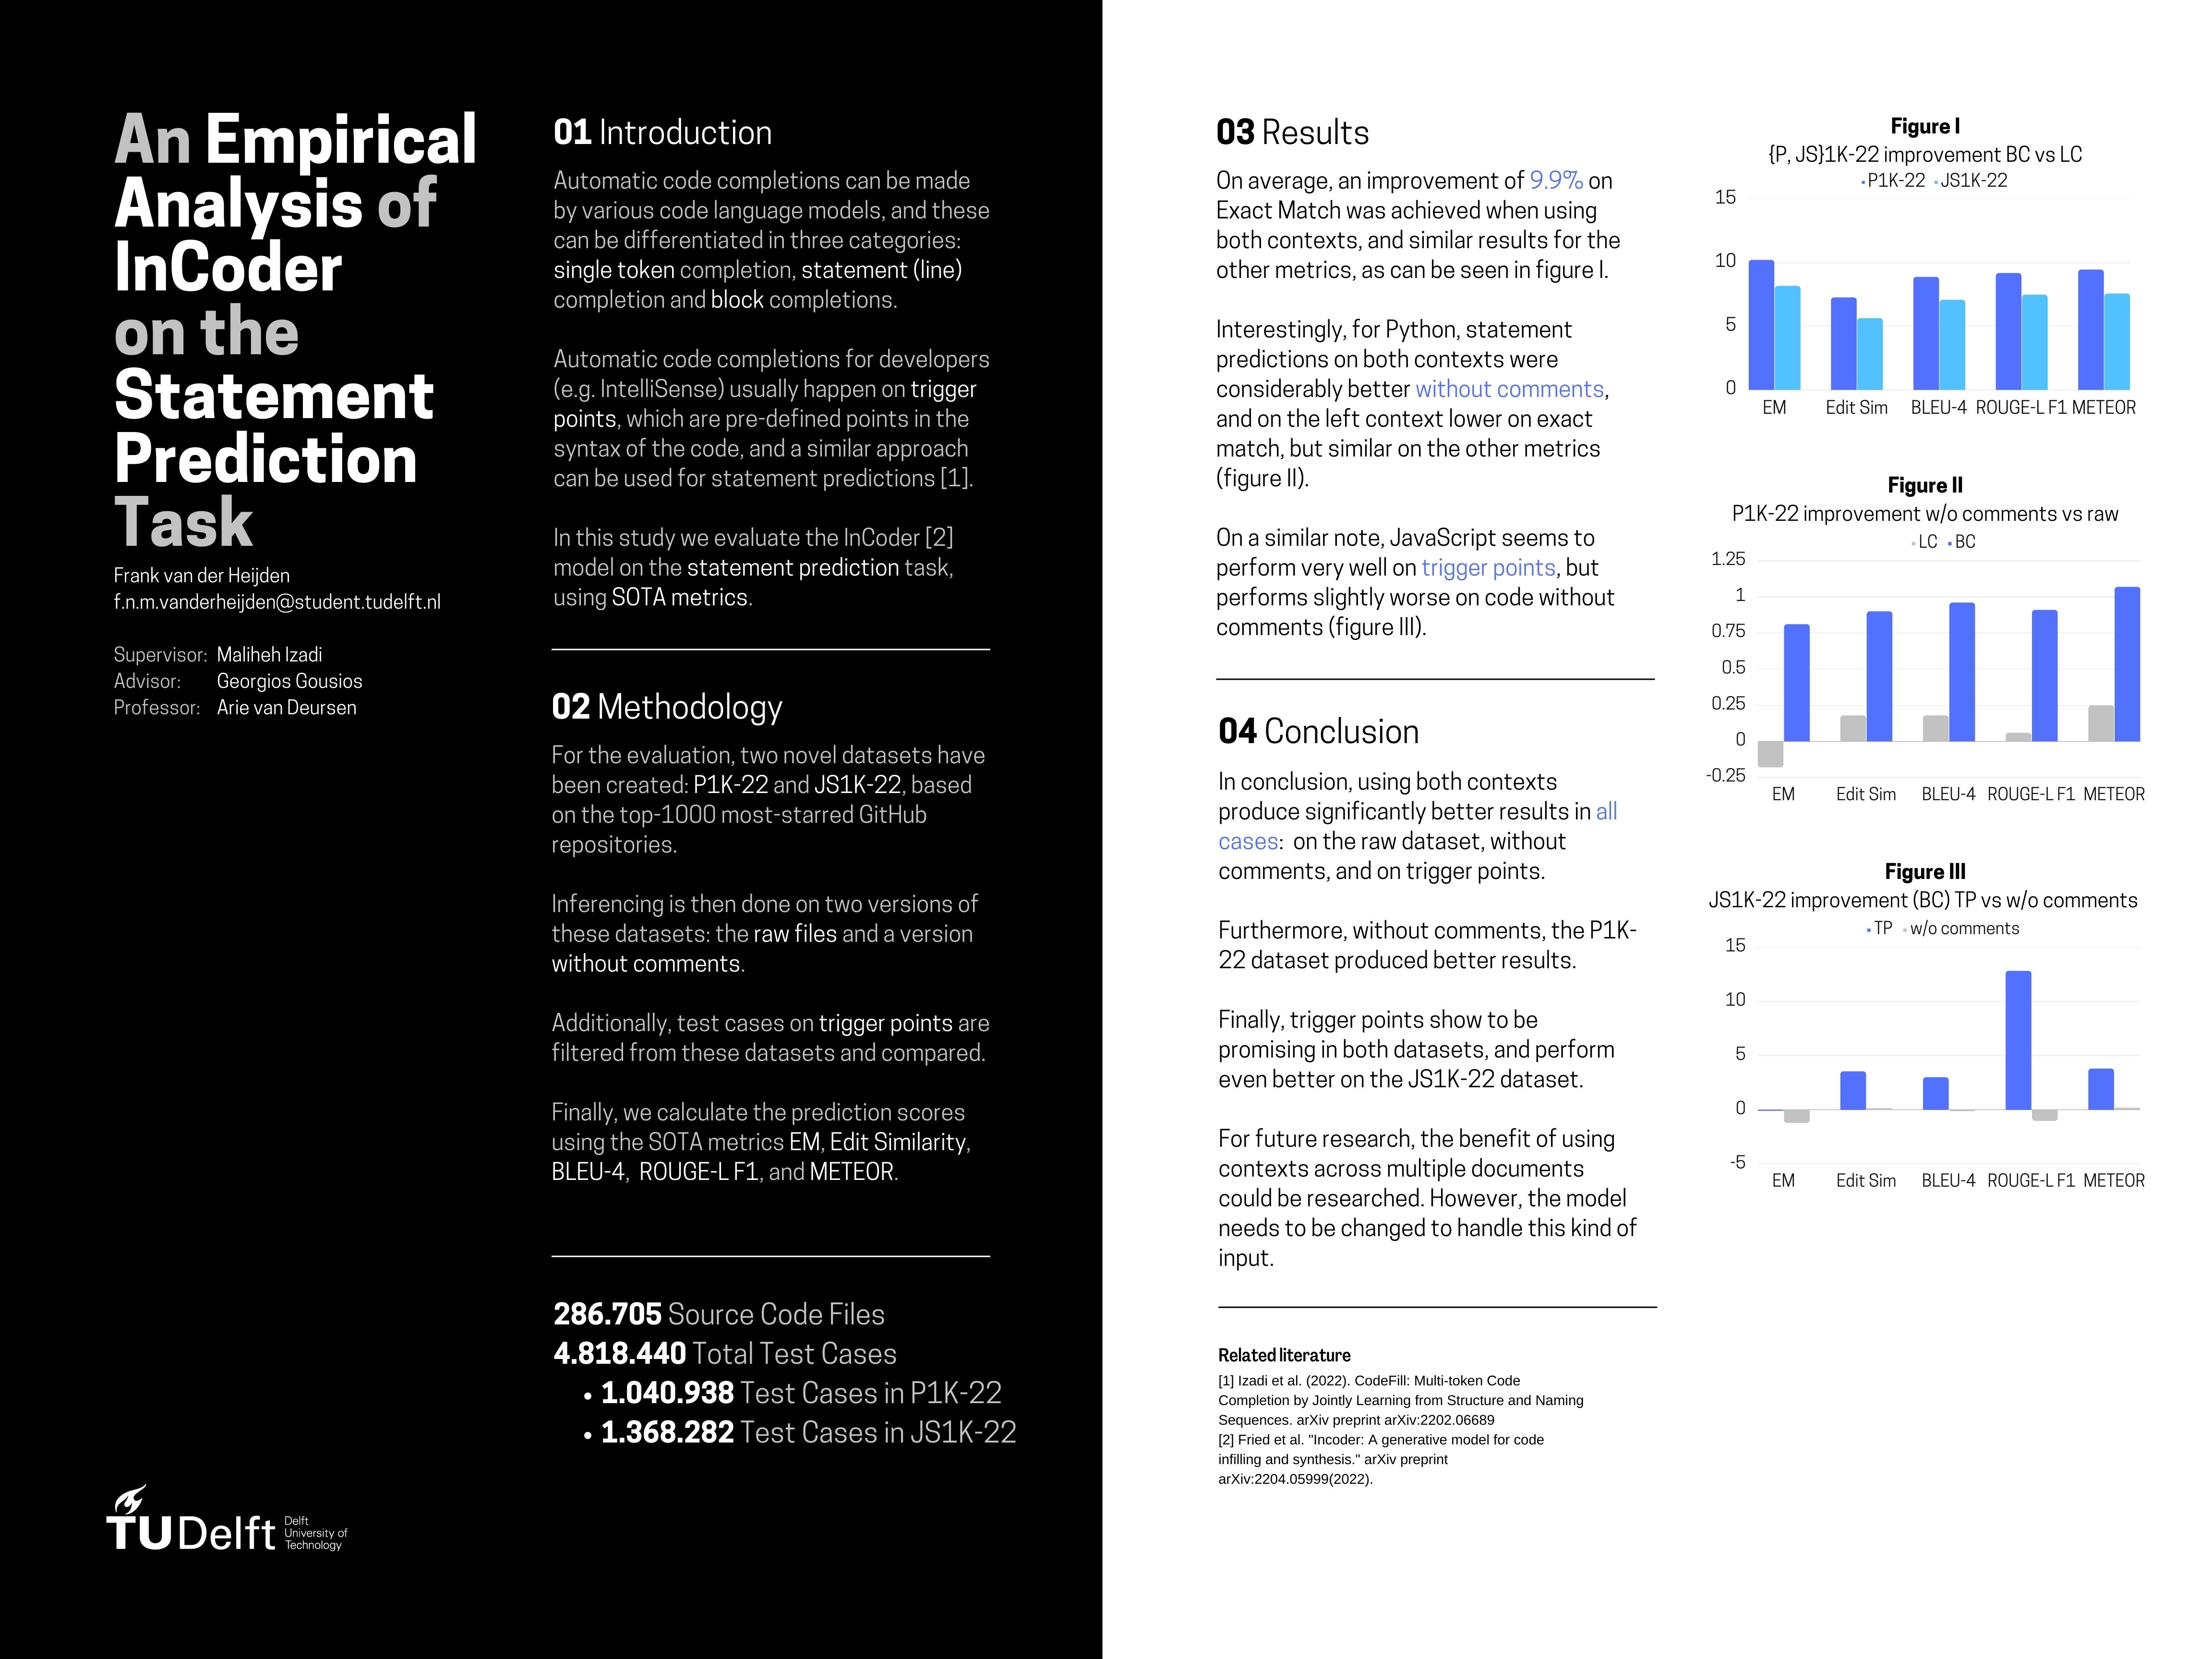 An Empirical
Analysis of
InCoder
on the
Statement
Prediction
Task
Frank van der Heijden
f.n.m.vanderheijden@student.tudelft.nl
Supervisor: Maliheh Izadi
Advisor: Georgios Gousios
Professor: Arie van Deursen
TU Delft
Delft
University of
Technology
01 Introduction
Automatic code completions can be made
by various code language models, and these
can be differentiated in three categories:
single token completion, statement (line)
completion and block completions.
Automatic code completions for developers
(e.g. IntelliSense) usually happen on trigger
points, which are pre-defined points in the
syntax of the code, and a similar approach
can be used for statement predictions [1].
In this study we evaluate the InCoder [2]
model on the statement prediction task,
using SOTA metrics.
02 Methodology
For the evaluation, two novel datasets have
been created: P1K-22 and JS1K-22, based
on the top-1000 most-starred GitHub
repositories.
Inferencing is then done on two versions of
these datasets: the raw files and a version
without comments.
Additionally, test cases on trigger points are
filtered from these datasets and compared.
Finally, we calculate the prediction scores
using the SOTA metrics EM, Edit Similarity,
BLEU-4,  ROUGE-L F1, and METEOR.
286.705 Source Code Files
4.818.440 Total Test Cases
• 1.040.938 Test Cases in P1K-22
• 1.368.282 Test Cases in JS1K-22
03 Results
On average, an improvement of 9.9% on
Exact Match was achieved when using
both contexts, and similar results for the
other metrics, as can be seen in figure I.
Interestingly, for Python, statement
predictions on both contexts were
considerably better without comments,
and on the left context lower on exact
match, but similar on the other metrics
(figure II).
On a similar note, JavaScript seems to
perform very well on trigger points, but
performs slightly worse on code without
comments (figure III).
04 Conclusion
In conclusion, using both contexts
produce significantly better results in all
cases:  on the raw dataset, without
comments, and on trigger points.
Furthermore, without comments, the P1K-
22 dataset produced better results.
Finally, trigger points show to be
promising in both datasets, and perform
even better on the JS1K-22 dataset.
For future research, the benefit of using
contexts across multiple documents
could be researched. However, the model
needs to be changed to handle this kind of
input.
Related literature
[1] Izadi et al. (2022). CodeFill: Multi-token Code
Completion by Jointly Learning from Structure and Naming
Sequences. arXiv preprint arXiv:2202.06689
[2] Fried et al. "Incoder: A generative model for code
infilling and synthesis." arXiv preprint
arXiv:2204.05999(2022).
Figure I
{P, JS}1K-22 improvement BC vs LC
P1K-22 JS1K-22
15
10
5
0
EM Edit Sim BLEU-4 ROUGE-L F1 METEOR
Figure II
P1K-22 improvement w/o comments vs raw
LC BC
1.25
1
0.75
0.5
0.25
0
-0.25
EM Edit Sim BLEU-4 ROUGE-L F1 METEOR
Figure III
JS1K-22 improvement (BC) TP vs w/o comments
TP w/o comments
15
10
5
0
-5
EM Edit Sim BLEU-4 ROUGE-L F1 METEOR